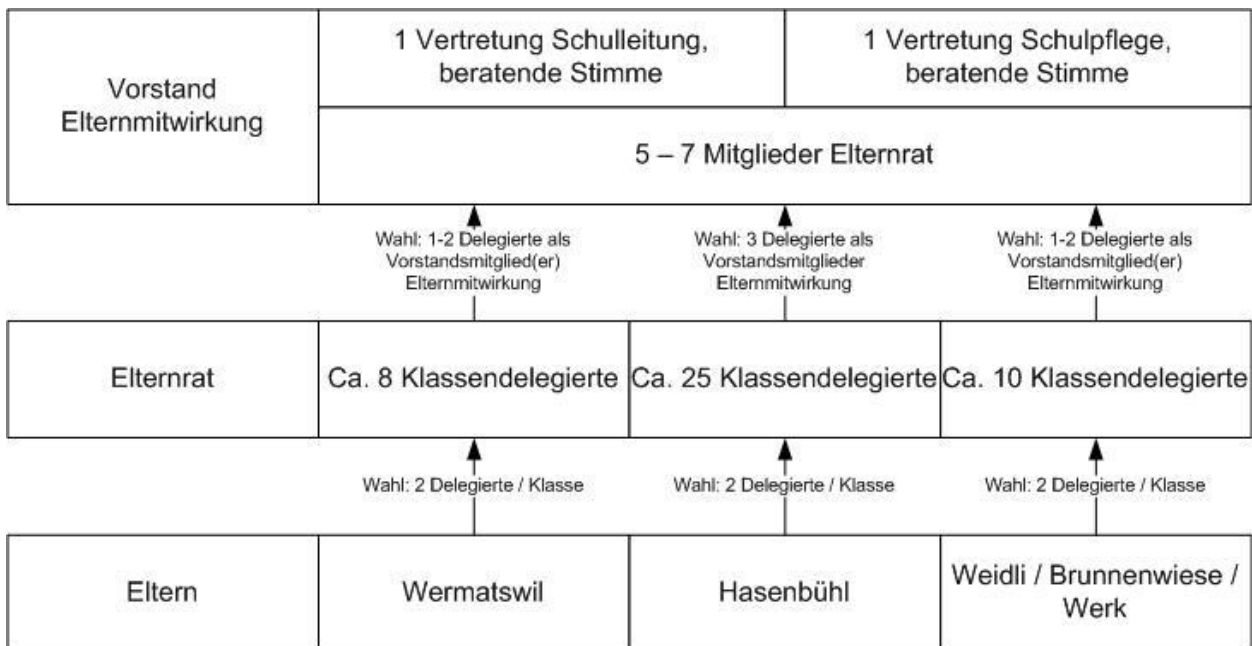 Vorstand
Elternmitwirkung
1 Vertretung Schulleitung,
beratende Stimme
1 Vertretung Schulpflege,
beratende Stimme
5 – 7 Mitglieder Elternrat
Wahl: 1-2 Delegierte als
Vorstandsmitglied(er)
Elternmitwirkung
Wahl: 3 Delegierte als
Vorstandsmitglieder
Elternmitwirkung
Wahl: 1-2 Delegierte als
Vorstandsmitglied(er)
Elternmitwirkung
Elternrat
Ca. 8 Klassendelegierte
Ca. 25 Klassendelegierte
Ca. 10 Klassendelegierte
Wahl: 2 Delegierte / Klasse
Wahl: 2 Delegierte / Klasse
Wahl: 2 Delegierte / Klasse
Eltern
Wermatswil
Hasenbühl
Weidli / Brunnenwiese /
Werk